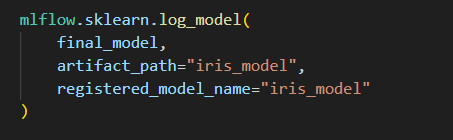 mlflow.sklearn.log_model(
    final_model,
    artifact_path="iris_model",
    registered_model_name="iris_model"
)